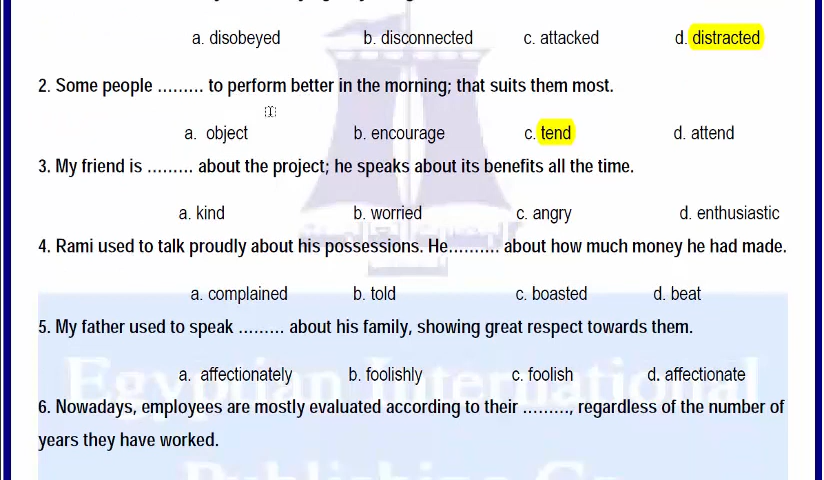 a. disobeyed b. disconnected c. attacked d. distracted
2. Some people ......... to perform better in the morning; that suits them most.
a. object b. encourage c. tend d. attend
3. My friend is ......... about the project; he speaks about its benefits all the time.
a. kind b. worried c. angry d. enthusiastic
4. Rami used to talk proudly about his possessions. He.......... about how much money he had made.
a. complained b. told c. boasted d. beat
5. My father used to speak ......... about his family, showing great respect towards them.
a. affectionately b. foolishly c. foolish d. affectionate
Egyptian International
6. Nowadays, employees are mostly evaluated according to their ........., regardless of the number of
years they have worked.
Publishing Co